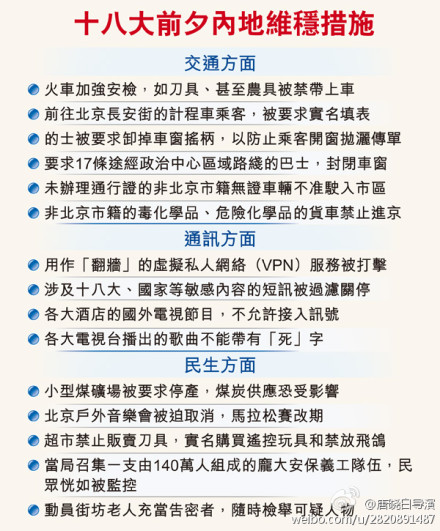 十八大前夕內地維穩措施
交通方面
火車加強安檢，如刀具、甚至農具被禁帶上車
前往北京長安街的計程車乘客，被要求實名填表
的士被要求卸掉車窗搖柄，以防止乘客開窗拋灑傳單
要求17條途經政治中心區域路綫的巴士，封閉車窗
未辦理通行證的非北京市籍無證車輛不准駛入市區
非北京市籍的毒化學品、危險化學品的貨車禁止進京
通訊方面
用作「翻牆」的虛擬私人網絡（VPN）服務被打擊
涉及十八大、國家等敏感內容的短訊被過濾關停
各大酒店的國外電視節目，不允許接入訊號
各大電視台播出的歌曲不能帶有「死」字
民生方面
小型煤礦場被要求停產，煤炭供應恐受影響
北京戶外音樂會被迫取消，馬拉松賽改期
超市禁止販賣刀具，實名購買遙控玩具和禁放飛鴿
當局召集一支由140萬人組成的龐大安保義工隊伍，民
眾恍如被監控
動員街坊老人充當告密者，隨時檢舉可疑人物
@唐晓白导演
weibo.com/u/2820891487